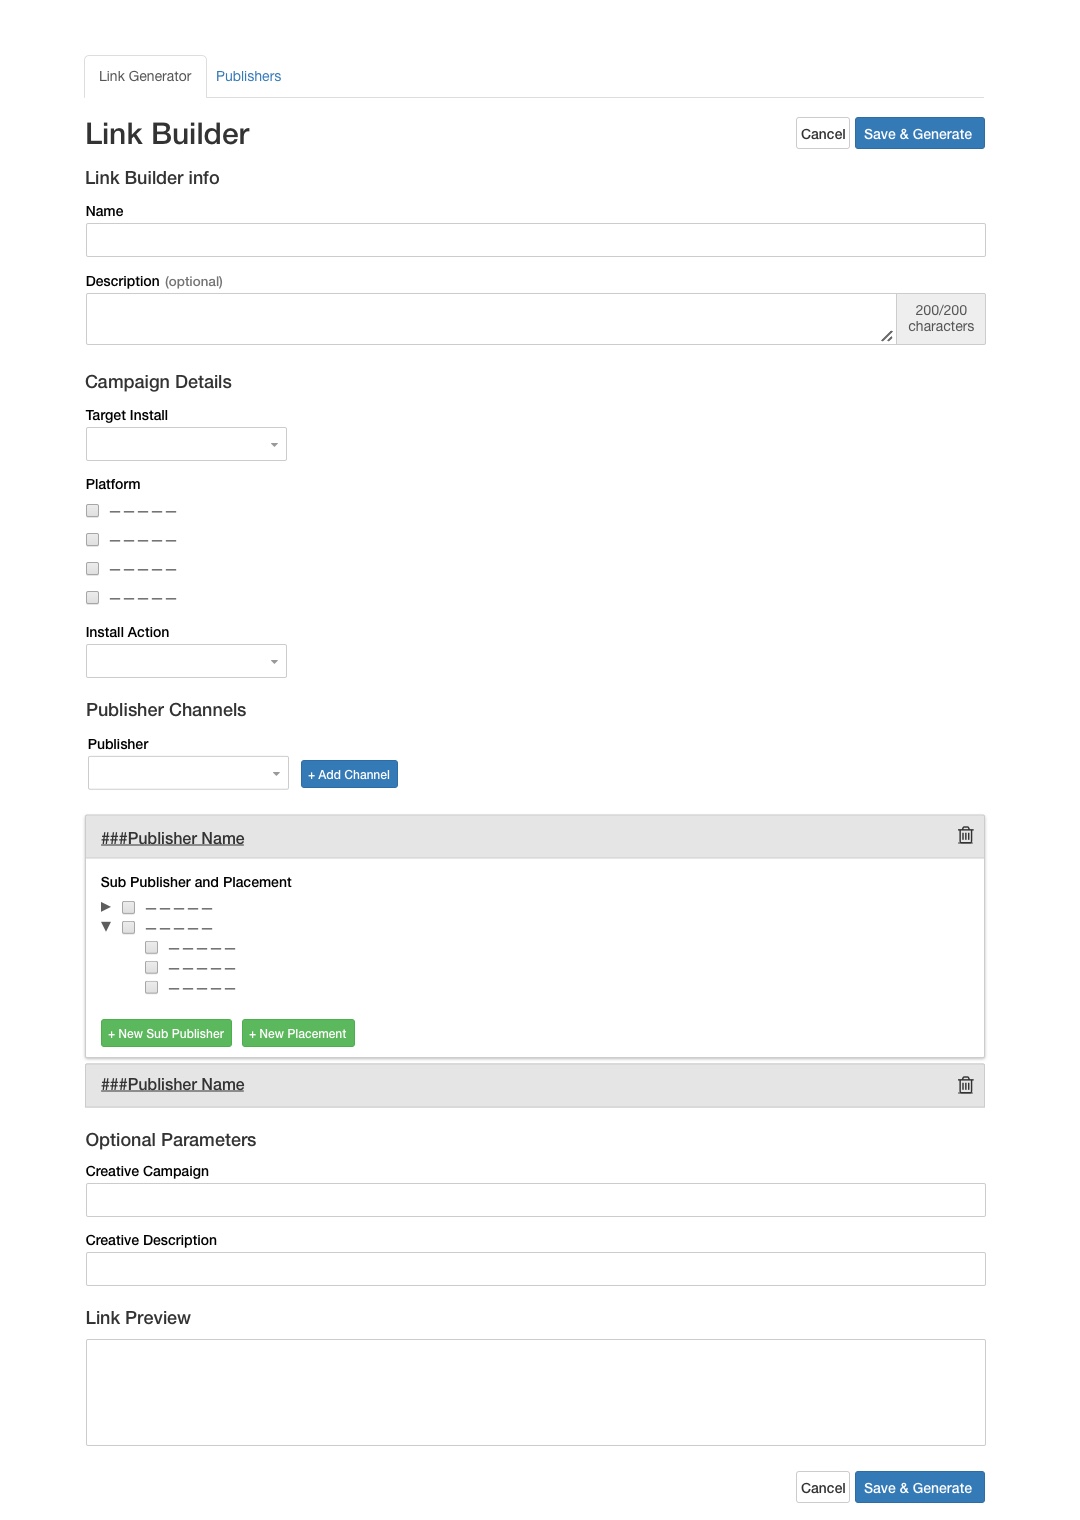 Link Generator Publishers
Link Builder
Cancel Save & Generate
Link Builder info
Name
Description (optional)
200/200
characters
Campaign Details
Target Install
Platform
– – – – –
– – – – –
– – – – –
– – – – –
Install Action
Publisher Channels
Publisher
+ Add Channel
###Publisher Name
Sub Publisher and Placement
– – – – –
– – – – –
– – – – –
– – – – –
– – – – –
+ New Sub Publisher + New Placement
###Publisher Name
Optional Parameters
Creative Campaign
Creative Description
Link Preview
Cancel Save & Generate